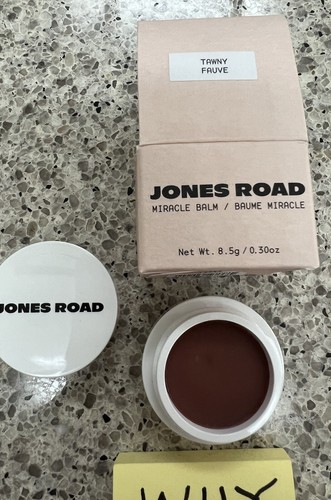 TAWNY
FAUVE
JONES ROAD
MIRACLE BALM / BAUME MIRACLE
Net Wt. 8.5g / 0.30oz
JONES ROAD